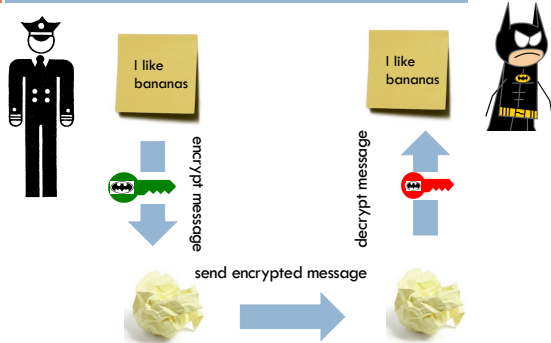 I like
bananas
I like
bananas
encrypt message
decrypt message
send encrypted message